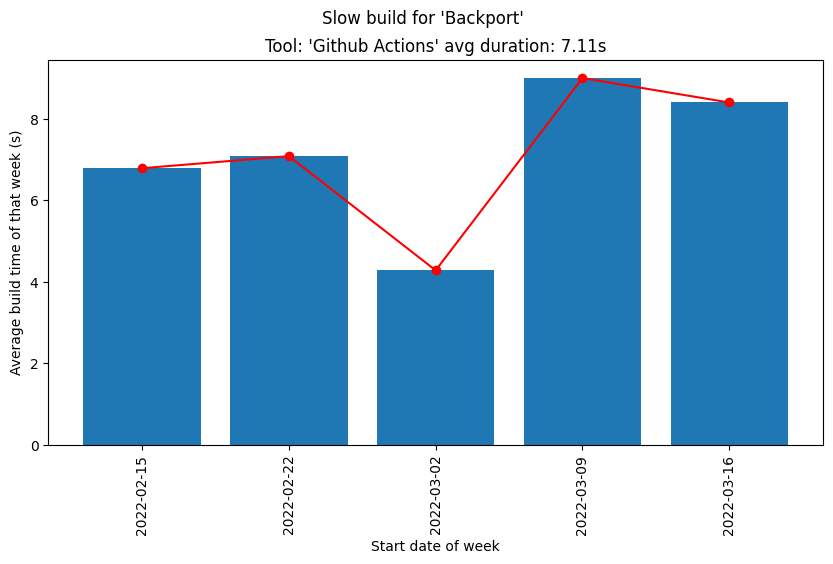 Slow build for 'Backport'
Tool: 'Github Actions' avg duration: 7.11s
Average build time of that week (s)
8
6
4
2
0
2022-02-15
2022-02-22
2022-03-02
2022-03-09
2022-03-16
Start date of week